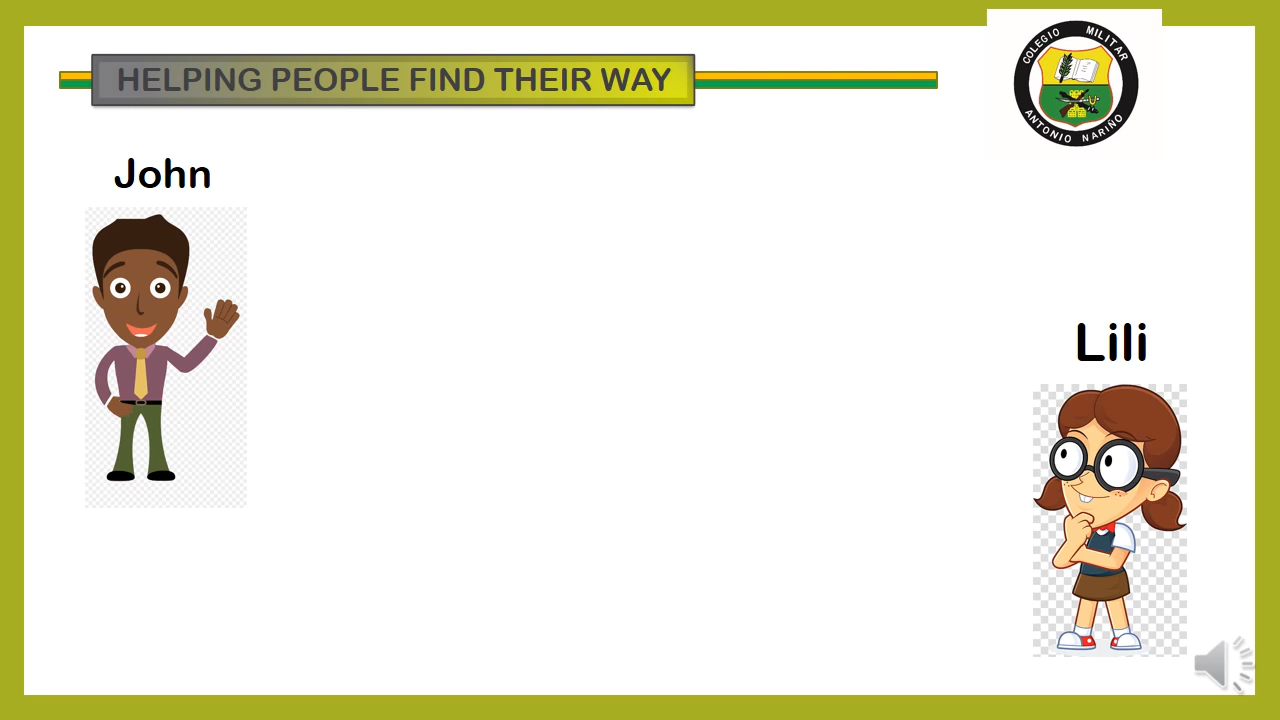 HELPING PEOPLE FIND THEIR WAY
COLEGIO MILITAR
ANTONIO NARIÑO
John
Lili